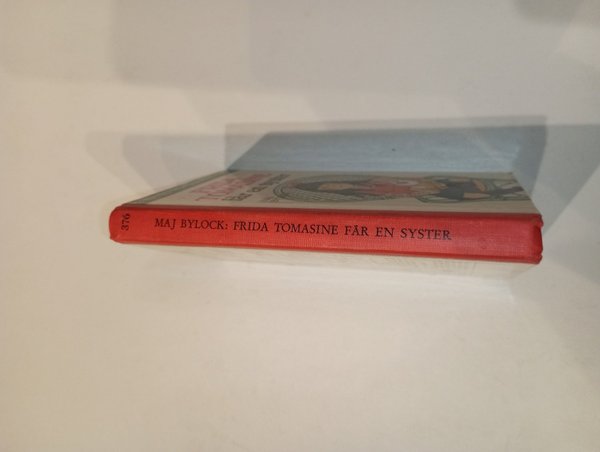 376
MAJ BYLOCK: FRIDA TOMASINE FÅR EN SYSTER